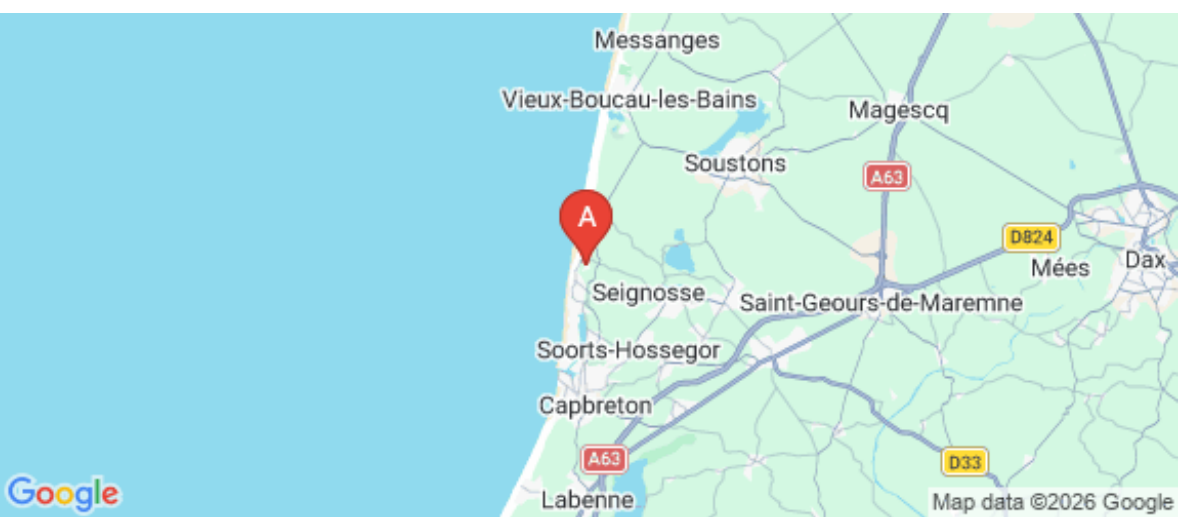 Messanges
Vieux-Boucau-les-Bains
Magescq
Soustons
A63
A
D824
Mées
Dax
Seignosse
Saint-Geours-de-Maremne
Soorts-Hossegor
Capbreton
A63
D33
Labenne
Google
Map data ©2026 Google